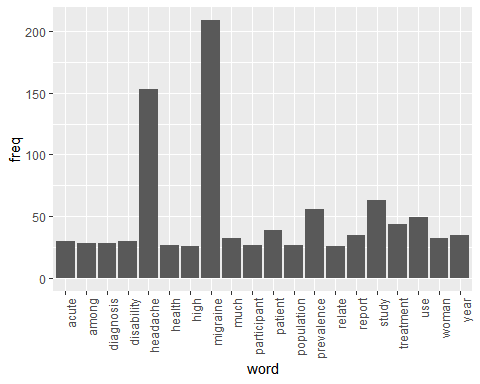 freq
200
150
100
50
0
acute
among
diagnosis
disability
headache
health
high
migraine
much
participant
patient
population
prevalence
relate
report
study
treatment
use
woman
year
word